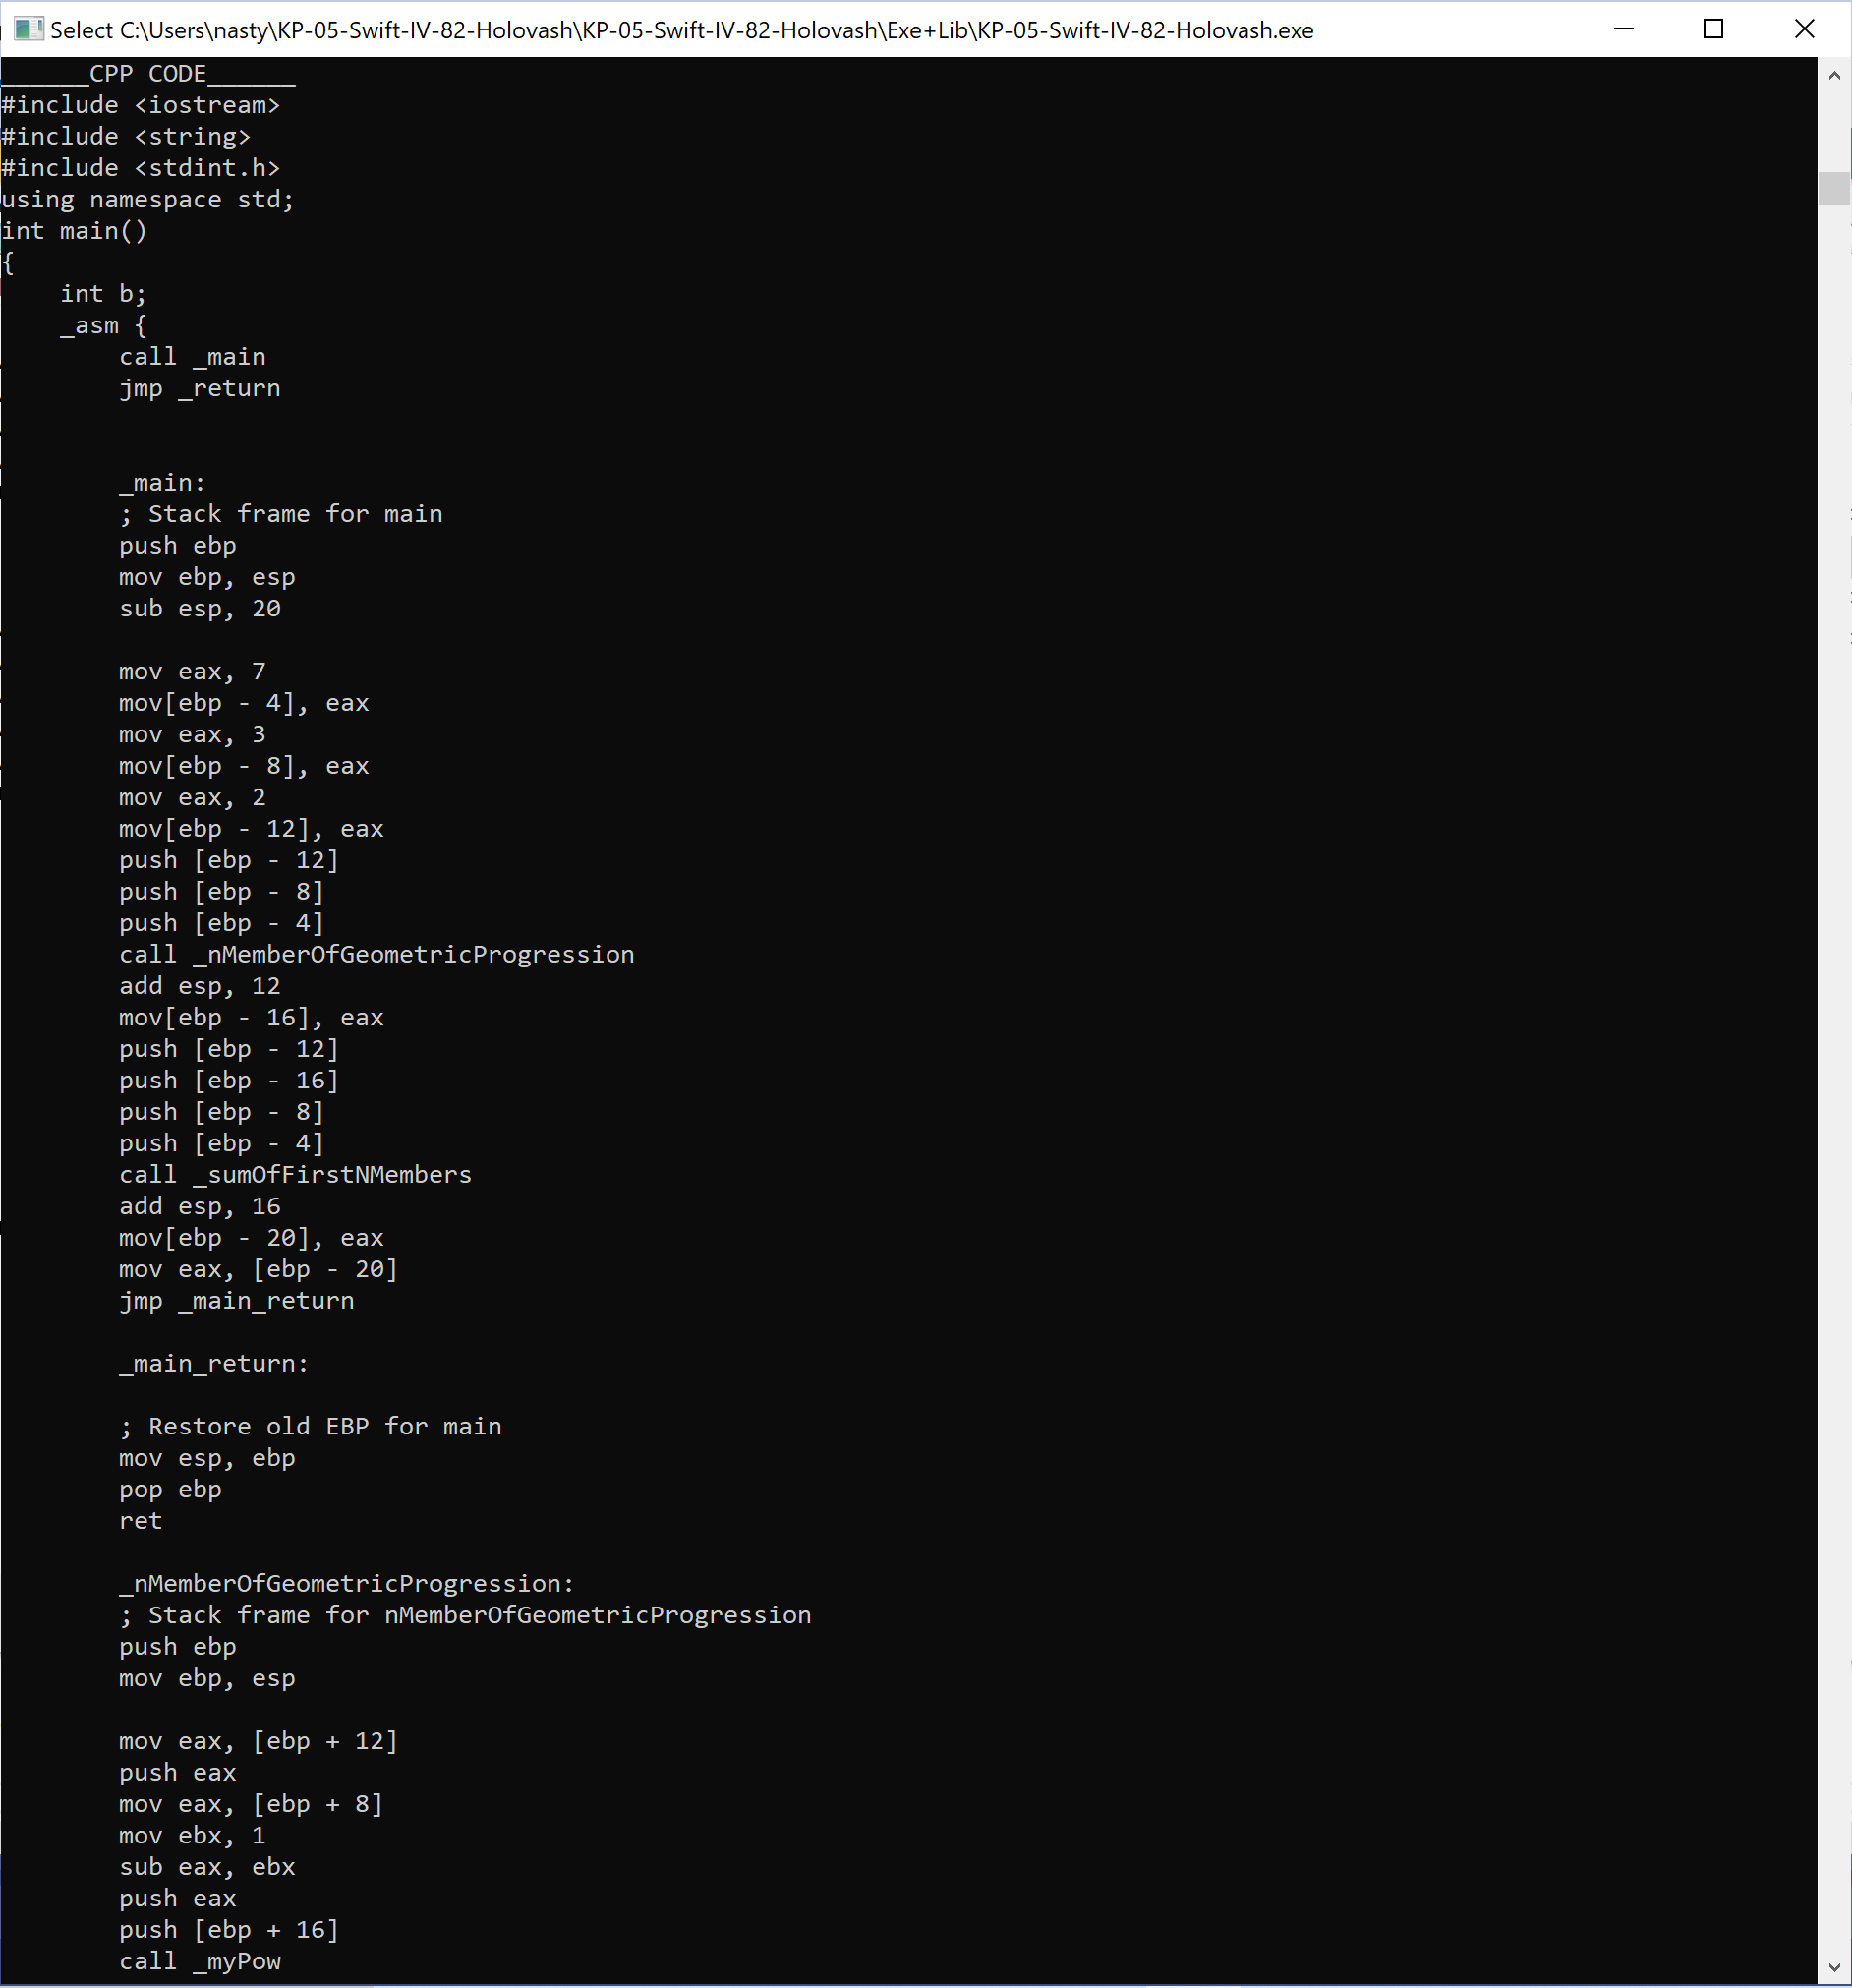 Select C:\Users\nasty\KP-05-Swift-IV-82-Holovash\KP-05-Swift-IV-82-Holovash\Exe+Lib\KP-05-Swift-IV-82-Holovash.exe
______CPP CODE______
#include <iostream>
#include <string>
#include <stdint.h>
using namespace std;
int main()
{
    int b;
    _asm {
        call _main
        jmp _return
        _main:
        ; Stack frame for main
        push ebp
        mov ebp, esp
        sub esp, 20
        mov eax, 7
        mov[ebp - 4], eax
        mov eax, 3
        mov[ebp - 8], eax
        mov eax, 2
        mov[ebp - 12], eax
        push [ebp - 12]
        push [ebp - 8]
        push [ebp - 4]
        call _nMemberOfGeometricProgression
        add esp, 12
        mov[ebp - 16], eax
        push [ebp - 12]
        push [ebp - 16]
        push [ebp - 8]
        push [ebp - 4]
        call _sumOfFirstNMembers
        add esp, 16
        mov[ebp - 20], eax
        mov eax, [ebp - 20]
        jmp _main_return
        _main_return:
        ; Restore old EBP for main
        mov esp, ebp
        pop ebp
        ret
        _nMemberOfGeometricProgression:
        ; Stack frame for nMemberOfGeometricProgression
        push ebp
        mov ebp, esp
        mov eax, [ebp + 12]
        push eax
        mov eax, [ebp + 8]
        mov ebx, 1
        sub eax, ebx
        push eax
        push [ebp + 16]
        call _myPow